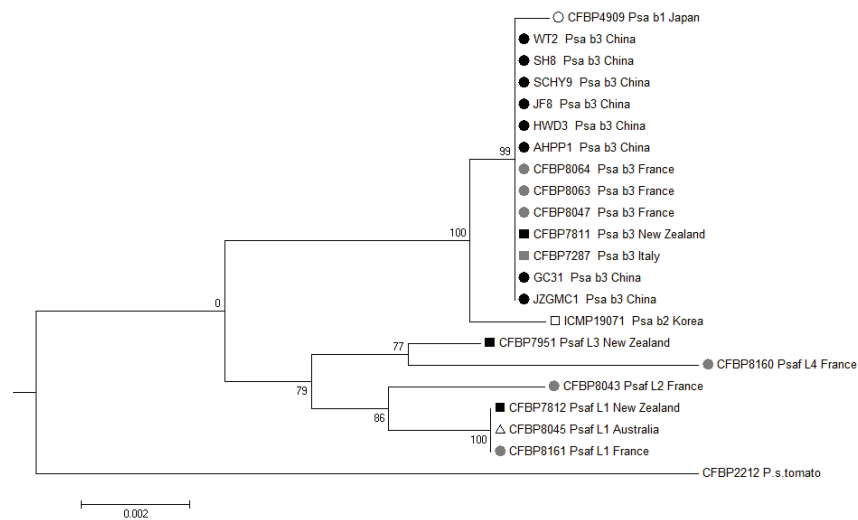 CFBP4909 Psa b1 Japan
WT2 Psa b3 China
SH8 Psa b3 China
SCHY9 Psa b3 China
JF8 Psa b3 China
HWD3 Psa b3 China
AHPP1 Psa b3 China
99
CFBP8064 Psa b3 France
CFBP8063 Psa b3 France
CFBP8047 Psa b3 France
CFBP7811 Psa b3 New Zealand
100
CFBP7287 Psa b3 Italy
GC31 Psa b3 China
JZGMC1 Psa b3 China
0
ICMP19071 Psa b2 Korea
CFBP7951 Psaf L3 New Zealand
77
CFBP8160 Psaf L4 France
79
CFBP8043 Psaf L2 France
CFBP7812 Psaf L1 New Zealand
86
CFBP8045 Psaf L1 Australia
100
CFBP8161 Psaf L1 France
CFBP2212 P.s.tomato
0.002